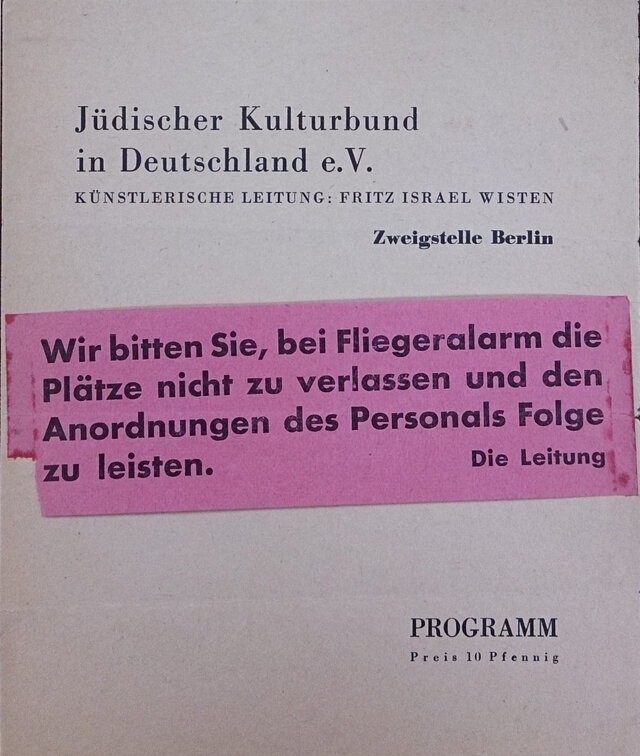 Jüdischer Kulturbund
in Deutschland e.V.
KÜNSTLERISCHE LEITUNG: FRITZ ISRAEL WISTEN
Zweigstelle Berlin
Wir bitten Sie, bei Fliegeralarm die
Plätze nicht zu verlassen und den
Anordnungen des Personals Folge
zu leisten.
Die Leitung
PROGRAMM
Preis 10 Pfennig